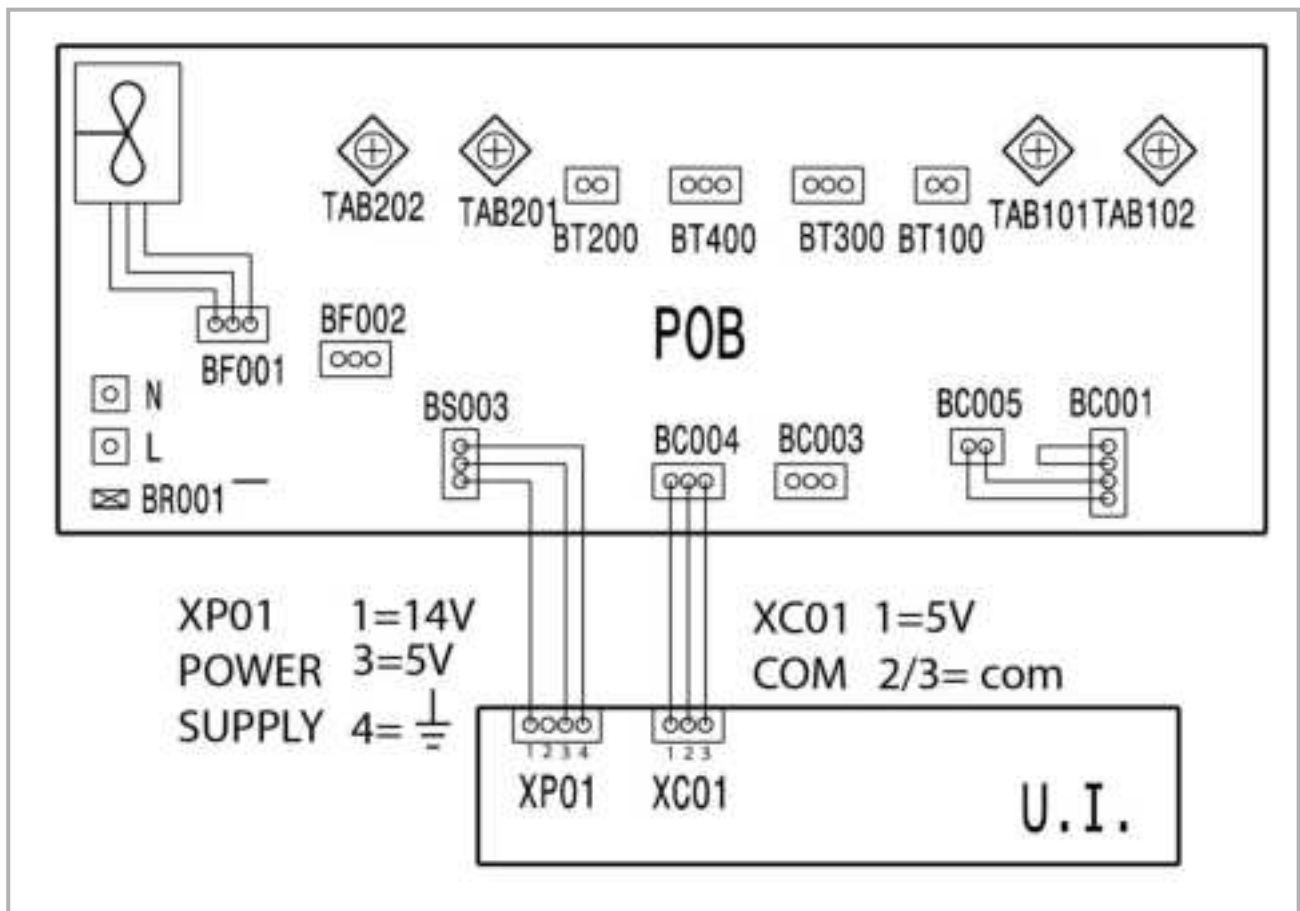 TAB202
TAB201
BT200
BT400
BT300
BT100
TAB101
TAB102
BF001
BF002
POB
N
L
BR001
BS003
BC004
BC003
BC005
BC001
XP01 1=14V
POWER 3=5V
SUPPLY 4=
XC01 1=5V
COM 2/3= com
1 2 3 4
XP01
1 2 3
XC01
U.I.